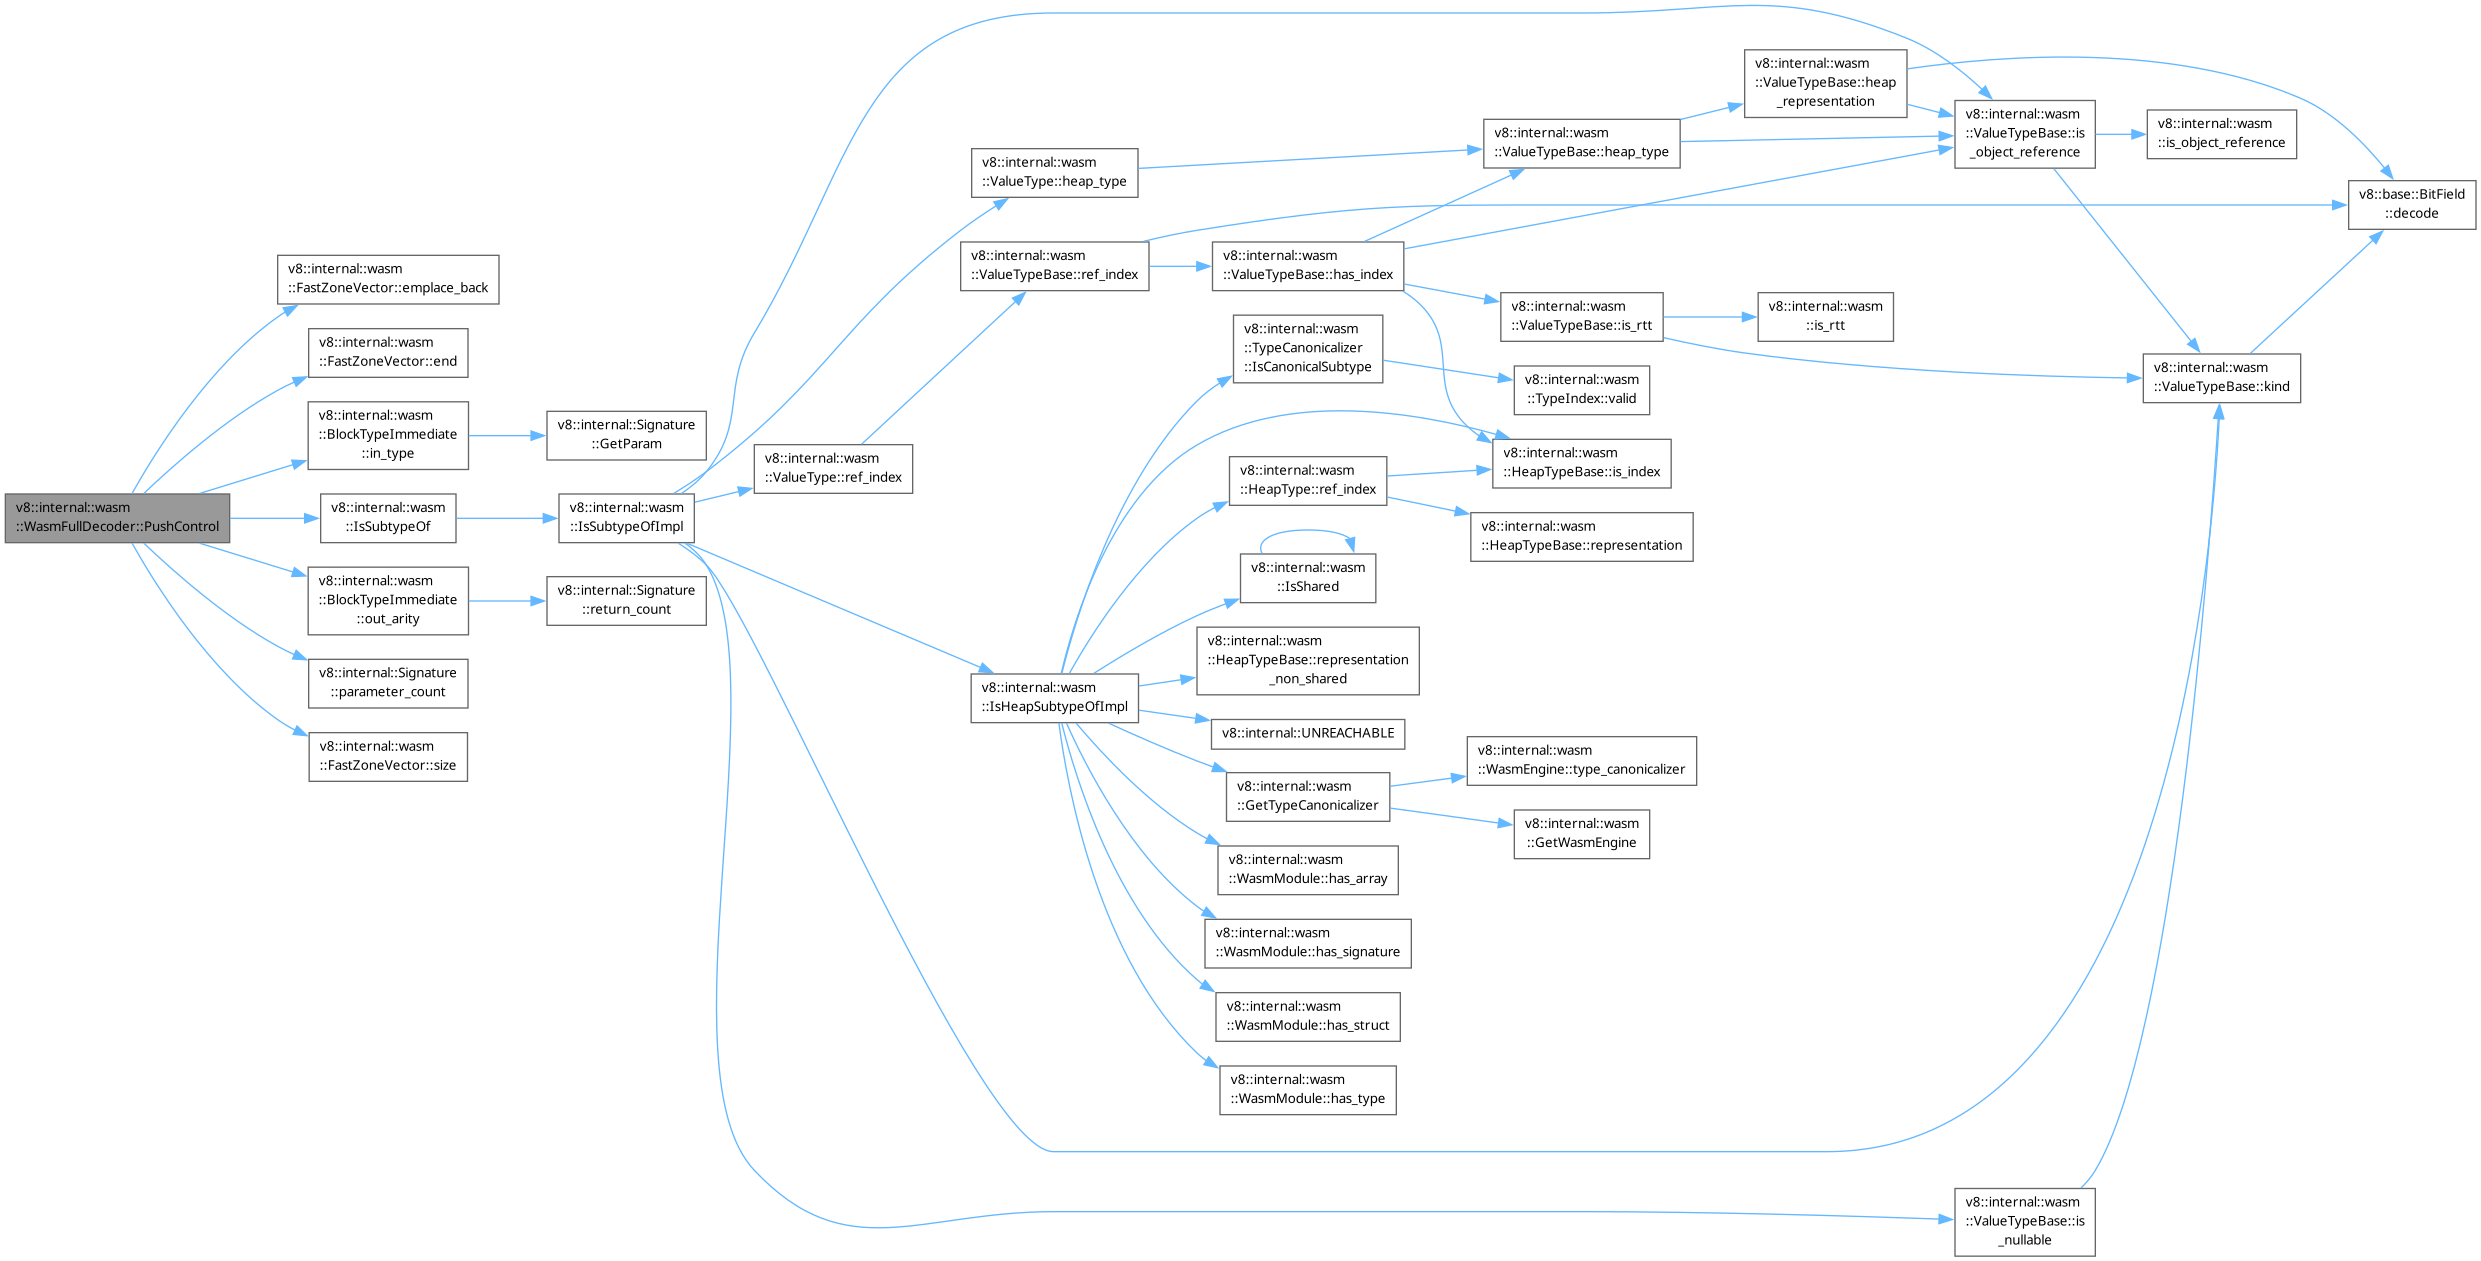 v8::internal::wasm
::WasmFullDecoder::PushControl
v8::internal::wasm
::FastZoneVector::emplace_back
v8::internal::wasm
::FastZoneVector::end
v8::internal::wasm
::BlockTypeImmediate
::in_type
v8::internal::wasm
::IsSubtypeOf
v8::internal::wasm
::BlockTypeImmediate
::out_arity
v8::internal::Signature
::parameter_count
v8::internal::wasm
::FastZoneVector::size
v8::internal::Signature
::GetParam
v8::internal::wasm
::IsSubtypeOfImpl
v8::internal::Signature
::return_count
v8::internal::wasm
::ValueType::ref_index
v8::internal::wasm
::ValueType::heap_type
v8::internal::wasm
::ValueTypeBase::ref_index
v8::internal::wasm
::IsHeapSubtypeOfImpl
v8::internal::wasm
::ValueTypeBase::has_index
v8::internal::wasm
::TypeCanonicalizer
::IsCanonicalSubtype
v8::internal::wasm
::HeapType::ref_index
v8::internal::wasm
::IsShared
v8::internal::wasm
::HeapTypeBase::representation
_non_shared
v8::internal::UNREACHABLE
v8::internal::wasm
::GetTypeCanonicalizer
v8::internal::wasm
::WasmModule::has_array
v8::internal::wasm
::WasmModule::has_signature
v8::internal::wasm
::WasmModule::has_struct
v8::internal::wasm
::WasmModule::has_type
v8::internal::wasm
::ValueTypeBase::heap_type
v8::internal::wasm
::ValueTypeBase::is_rtt
v8::internal::wasm
::TypeIndex::valid
v8::internal::wasm
::HeapTypeBase::is_index
v8::internal::wasm
::HeapTypeBase::representation
v8::internal::wasm
::WasmEngine::type_canonicalizer
v8::internal::wasm
::GetWasmEngine
v8::internal::wasm
::ValueTypeBase::heap
_representation
v8::internal::wasm
::is_rtt
v8::internal::wasm
::ValueTypeBase::is
_object_reference
v8::internal::wasm
::ValueTypeBase::is
_nullable
v8::internal::wasm
::is_object_reference
v8::internal::wasm
::ValueTypeBase::kind
v8::base::BitField
::decode